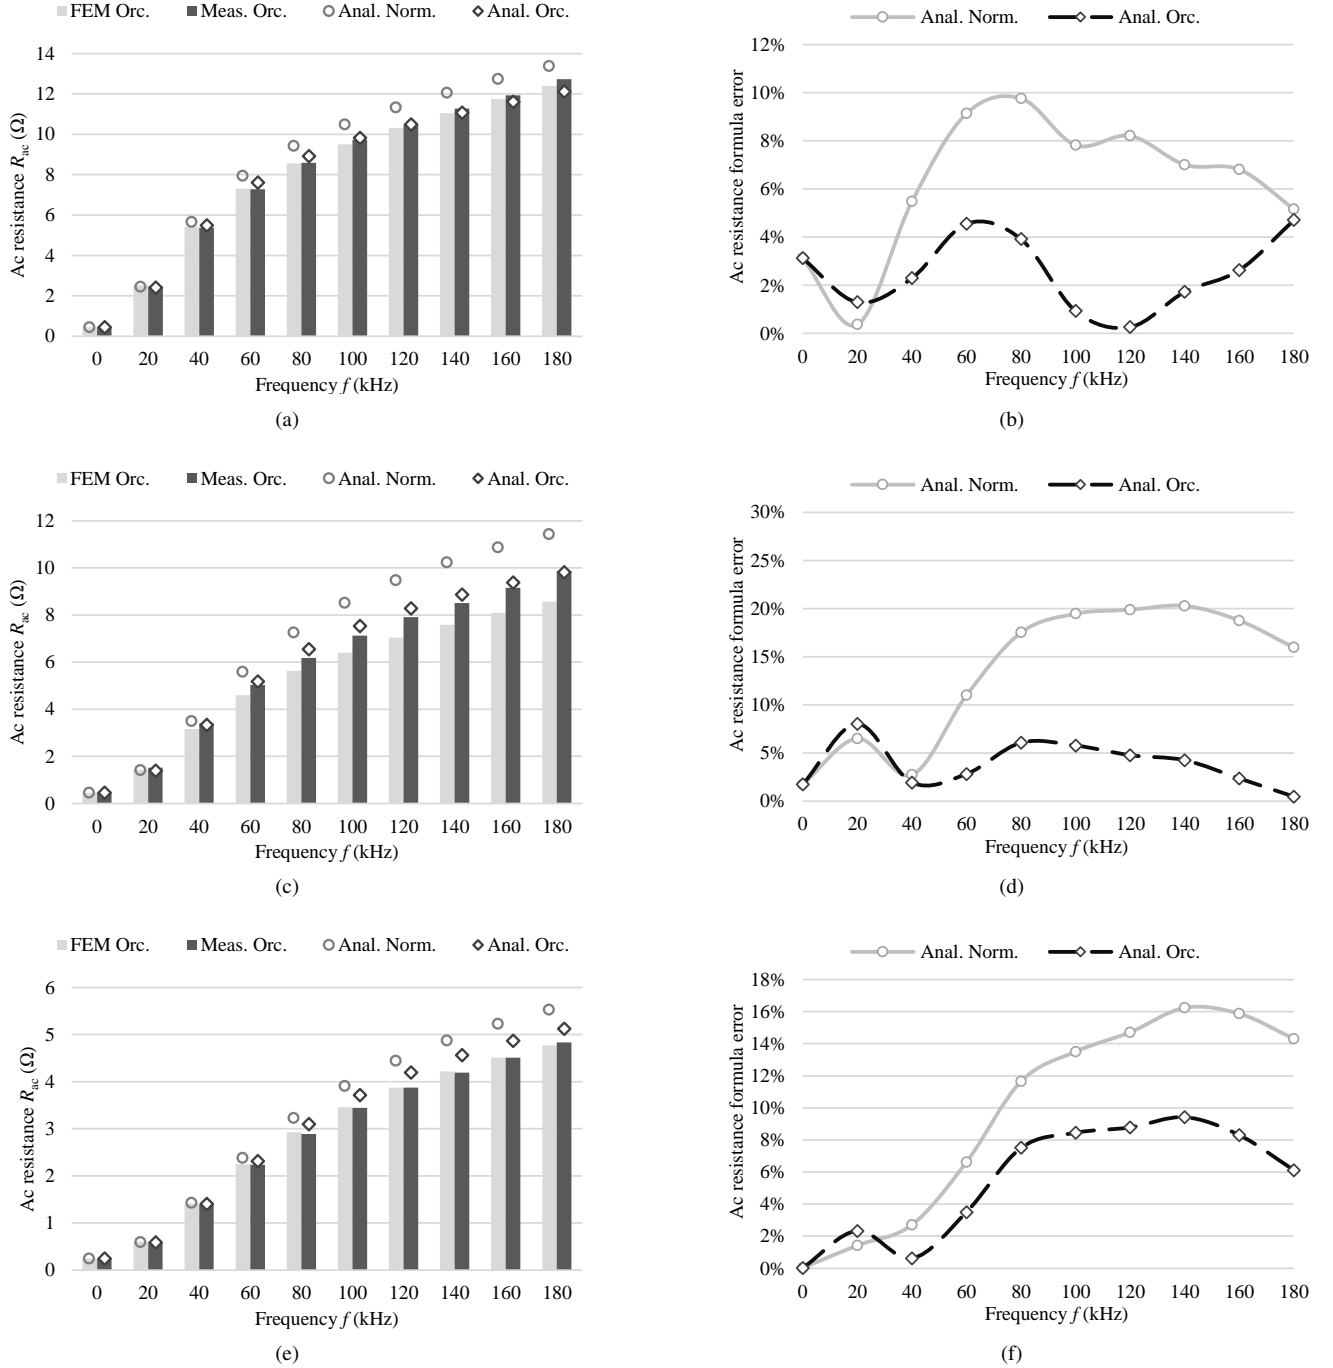 FEM Orc. Meas. Orc. Anal. Norm. Anal. Orc.
Ac resistance Rac (Ω)
14
12
10
8
6
4
2
0
0 20 40 60 80 100 120 140 160 180
Frequency f (kHz)
(a)
Anal. Norm. Anal. Orc.
Ac resistance formula error
12%
10%
8%
6%
4%
2%
0%
0 20 40 60 80 100 120 140 160 180
Frequency f (kHz)
(b)
FEM Orc. Meas. Orc. Anal. Norm. Anal. Orc.
Ac resistance Rac (Ω)
12
10
8
6
4
2
0
0 20 40 60 80 100 120 140 160 180
Frequency f (kHz)
(c)
Anal. Norm. Anal. Orc.
Ac resistance formula error
30%
25%
20%
15%
10%
5%
0%
0 20 40 60 80 100 120 140 160 180
Frequency f (kHz)
(d)
FEM Orc. Meas. Orc. Anal. Norm. Anal. Orc.
Ac resistance Rac (Ω)
6
5
4
3
2
1
0
0 20 40 60 80 100 120 140 160 180
Frequency f (kHz)
(e)
Anal. Norm. Anal. Orc.
Ac resistance formula error
18%
16%
14%
12%
10%
8%
6%
4%
2%
0%
0 20 40 60 80 100 120 140 160 180
Frequency f (kHz)
(f)